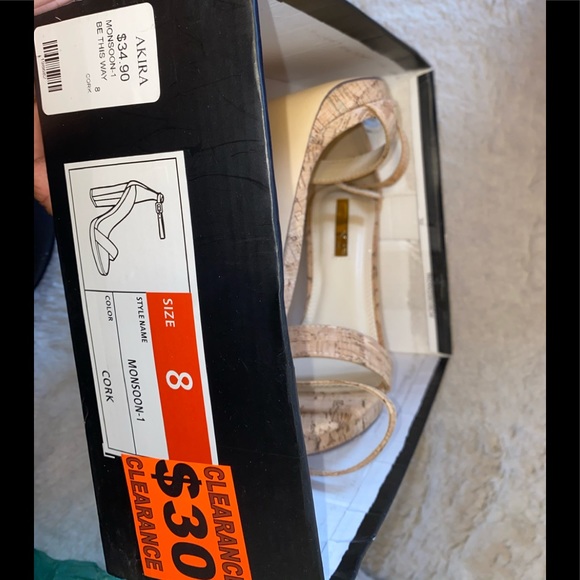 AKIRA
$34.90
MONSOON-1
BE THIS WAY 8
CORK
SIZE 8
STYLE NAME MONSOON-1
COLOR CORK
CLEARANCE
$30
CLEARANCE